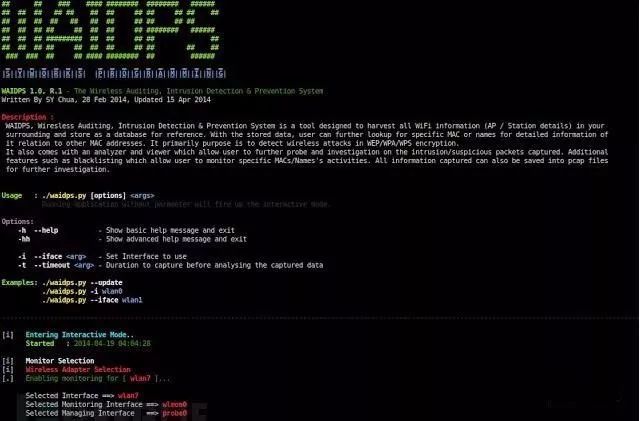 WAIDPS
SYWORKS PROGRAMMING
WAIDPS 1.0, R.1 - The Wireless Auditing, Intrusion Detection & Prevention System
Written By SY Chua, 28 Feb 2014, Updated 15 Apr 2014
Description :
WAIDPS, Wiresless Auditing, Intrusion Detection & Prevention System is a tool designed to harvest all WiFi information (AP / Station details) in your
surrounding and store as a database for reference. With the stored data, user can further lookup for specific MAC or names for detailed information of
it relation to other MAC addresses. It primarily purpose is to detect wireless attacks in WEP/WPA/WPS encryption.
It also comes with an analyzer and viewer which allow user to further probe and investigation on the intrusion/suspicious packets captured. Additional
features such as blacklisting which allow user to monitor specific MACs/Names's activities. All information captured can also be saved into pcap files
for further investigation.
Usage : ./waidps.py [options] <args>
Running application without parameter will fire up the interactive mode.
Options:
-h --help - Show basic help message and exit
-hh - Show advanced help message and exit
-i --iface <arg> - Set Interface to use
-t --timeout <arg> - Duration to capture before analysing the captured data
Examples: ./waidps.py --update
./waidps.py -i wlan0
./waidps.py --iface wlan1
[i] Entering Interactive Mode..
Started : 2014-04-19 04:04:28
[i] Monitor Selection
[i] Wireless Adapter Selection
[.] Enabling monitoring for [ wlan7 ]...
Selected Interface ==> wlan7
Selected Monitoring Interface ==> wlmon0
Selected Managing Interface ==> probe0